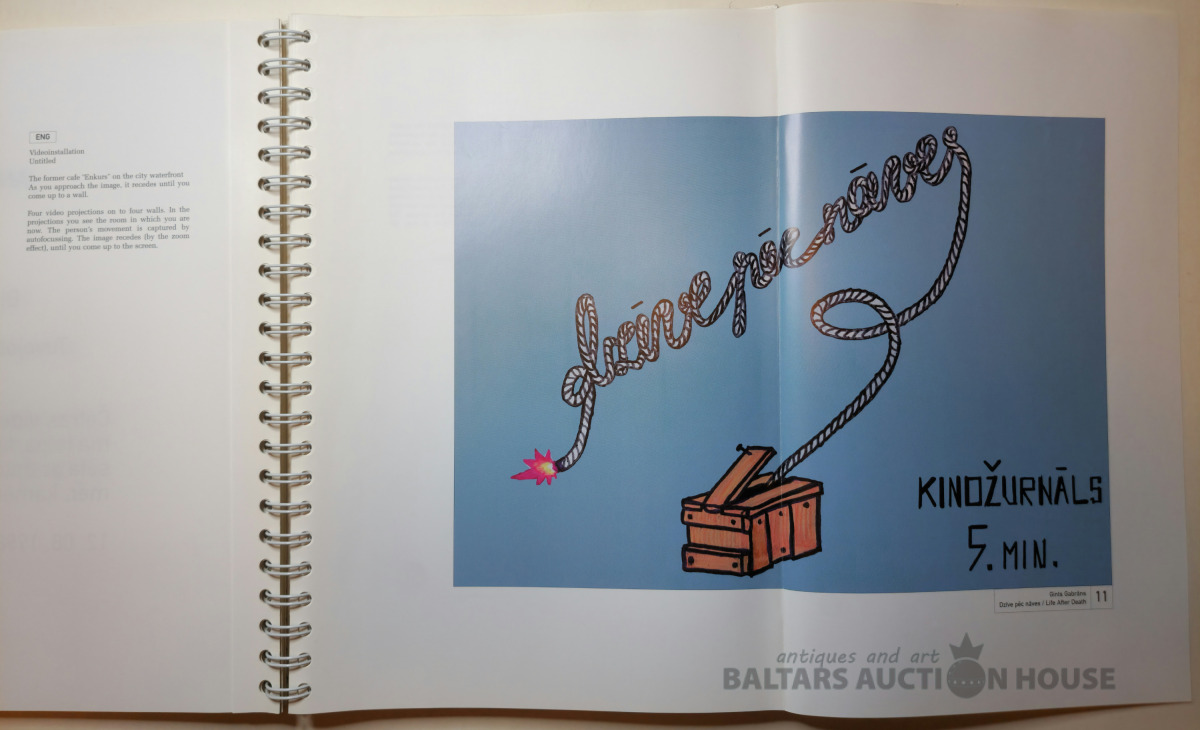 ENG
Videoinstallation
Untitled
The former cafe "Enkurs" on the city waterfront
As you approach the image, it recedes until you
come up to a wall.
Four video projections on to four walls. In the
projections you see the room in which you are
now. The person's movement is captured by
autofocussing. The image recedes (by the zoom
effect), until you come up to the screen.
dzīve pēc nāves
KINOŽURNĀLS
5. MIN.
Gints Gabrāns
Dzīve pēc nāves / Life After Death
11
antiques and art
BALTARS AUCTION HOUSE